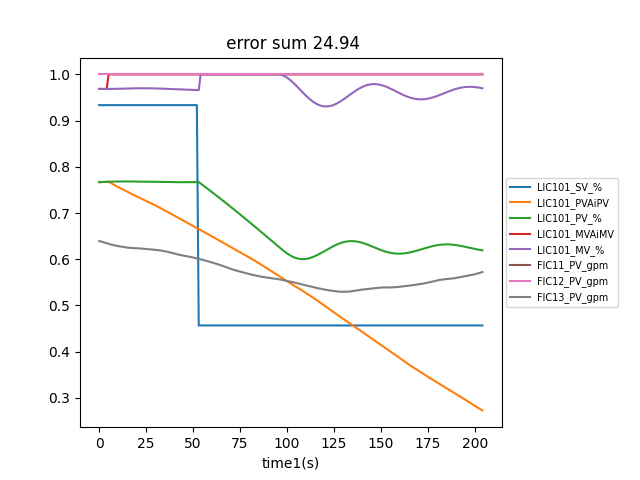 error sum 24.94
1.0
0.9
0.8
0.7
0.6
0.5
0.4
0.3
0
25
50
75
100
125
150
175
200
time1(s)
LIC101_SV_%
LIC101_PVAiPV
LIC101_PV_%
LIC101_MVAiMV
LIC101_MV_%
FIC11_PV_gpm
FIC12_PV_gpm
FIC13_PV_gpm